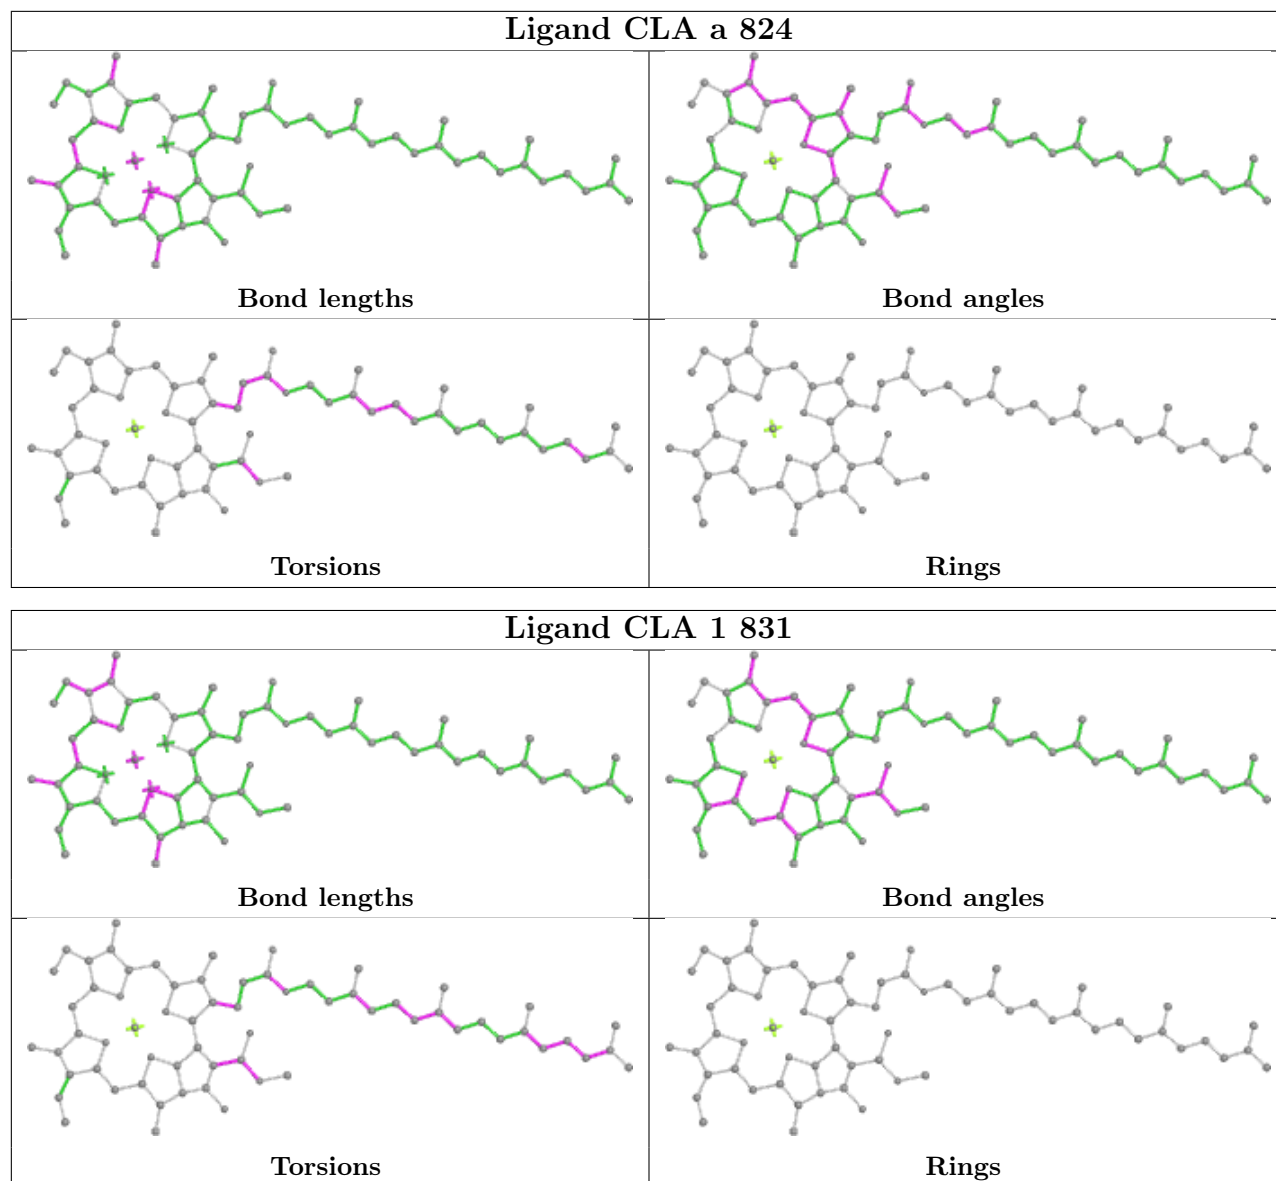 Ligand CLA a 824
Bond lengths
Bond angles
Torsions
Rings
Ligand CLA 1 831
Bond lengths
Bond angles
Torsions
Rings